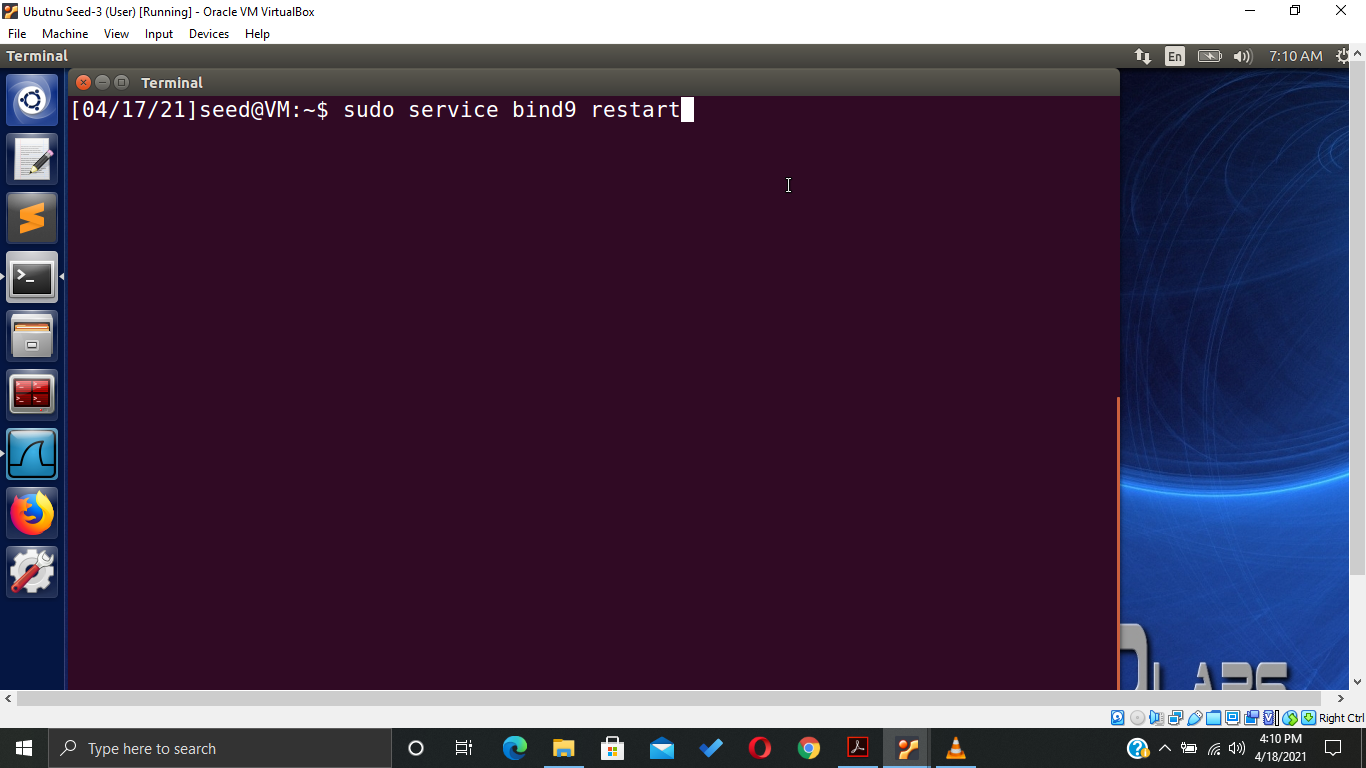 Ubutnu Seed-3 (User) [Running] - Oracle VM VirtualBox
File Machine View Input Devices Help
Terminal En 7:10 AM
Terminal
[04/17/21]seed@VM:~$ sudo service bind9 restart
LABS
Right Ctrl
Type here to search
4:10 PM
4/18/2021